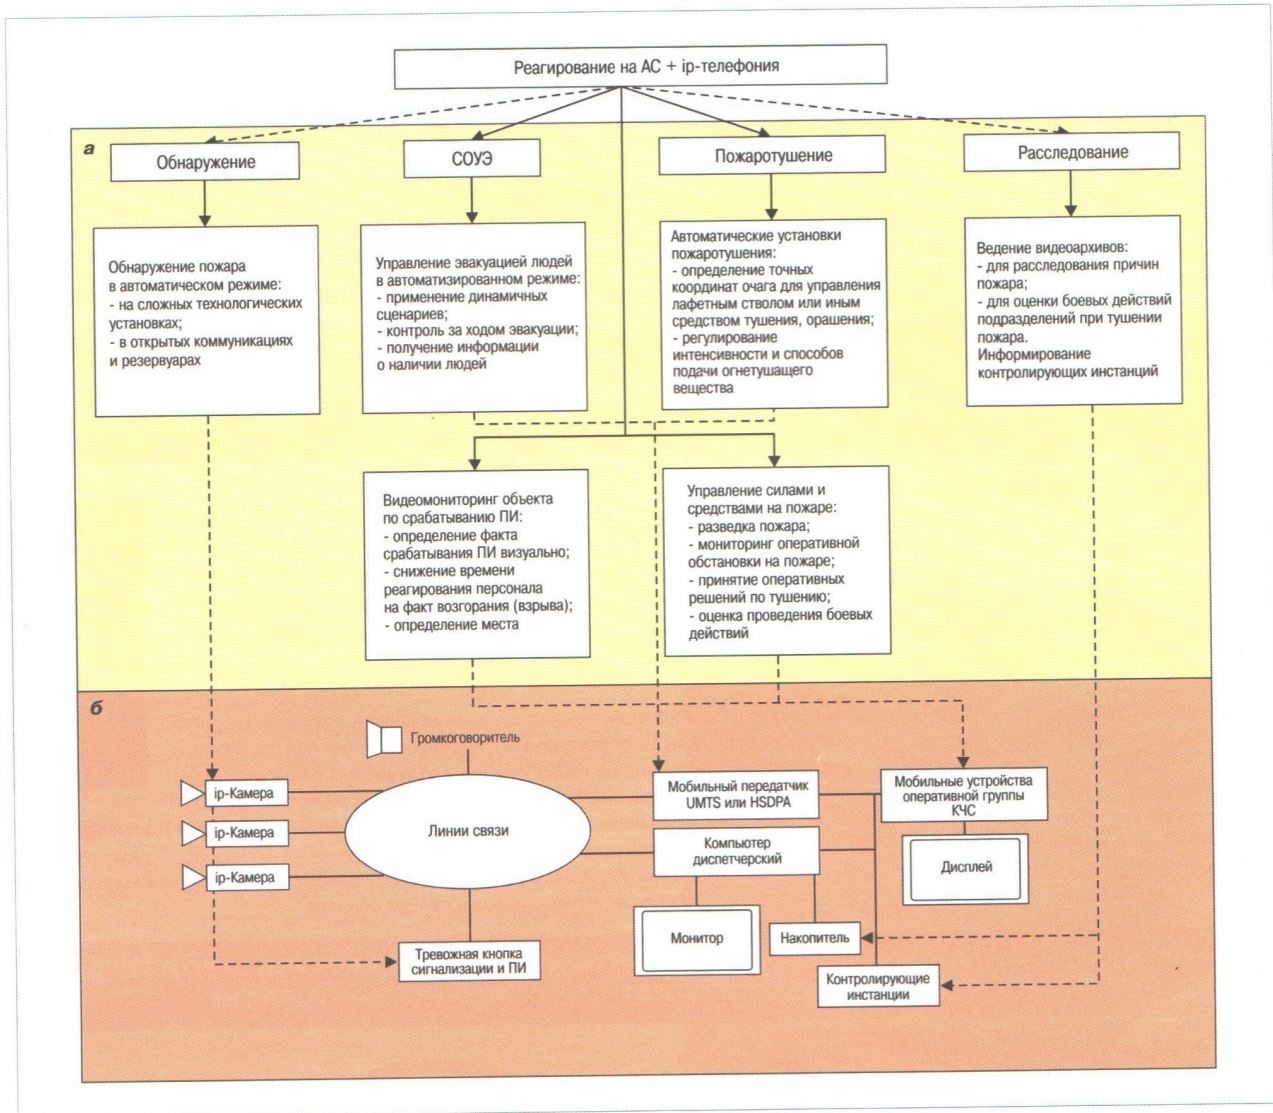 Реагирование на АС + ip-телефония
а
Обнаружение
СОУЭ
Пожаротушение
Расследование
Обнаружение пожара
в автоматическом режиме:
- на сложных технологических
установках;
- в открытых коммуникациях
и резервуарах
Управление эвакуацией людей
в автоматизированном режиме:
- применение динамичных
сценариев;
- контроль за ходом эвакуации;
- получение информации
о наличии людей
Автоматические установки
пожаротушения:
- определение точных
координат очага для управления
лафетным стволом или иным
средством тушения, орашения;
- регулирование
интенсивности и способов
подачи огнетушащего
вещества
Ведение видеоархивов:
- для расследования причин
пожара;
- для оценки боевых действий
подразделений при тушении
пожара.
Информирование
контролирующих инстанций
Видеомониторинг объекта
по срабатыванию ПИ:
- определение факта
срабатывания ПИ визуально;
- снижение времени
реагирования персонала
на факт возгорания (взрыва);
- определение места
Управление силами и
средствами на пожаре:
- разведка пожара;
- мониторинг оперативной
обстановки на пожаре;
- принятие оперативных
решений по тушению;
- оценка проведения боевых
действий
б
Громкоговоритель
ip-Камера
ip-Камера
ip-Камера
Линии связи
Мобильный передатчик
UMTS или HSDPA
Мобильные устройства
оперативной группы
КЧС
Компьютер
диспетчерский
Дисплей
Монитор
Накопитель
Тревожная кнопка
сигнализации и ПИ
Контролирующие
инстанции